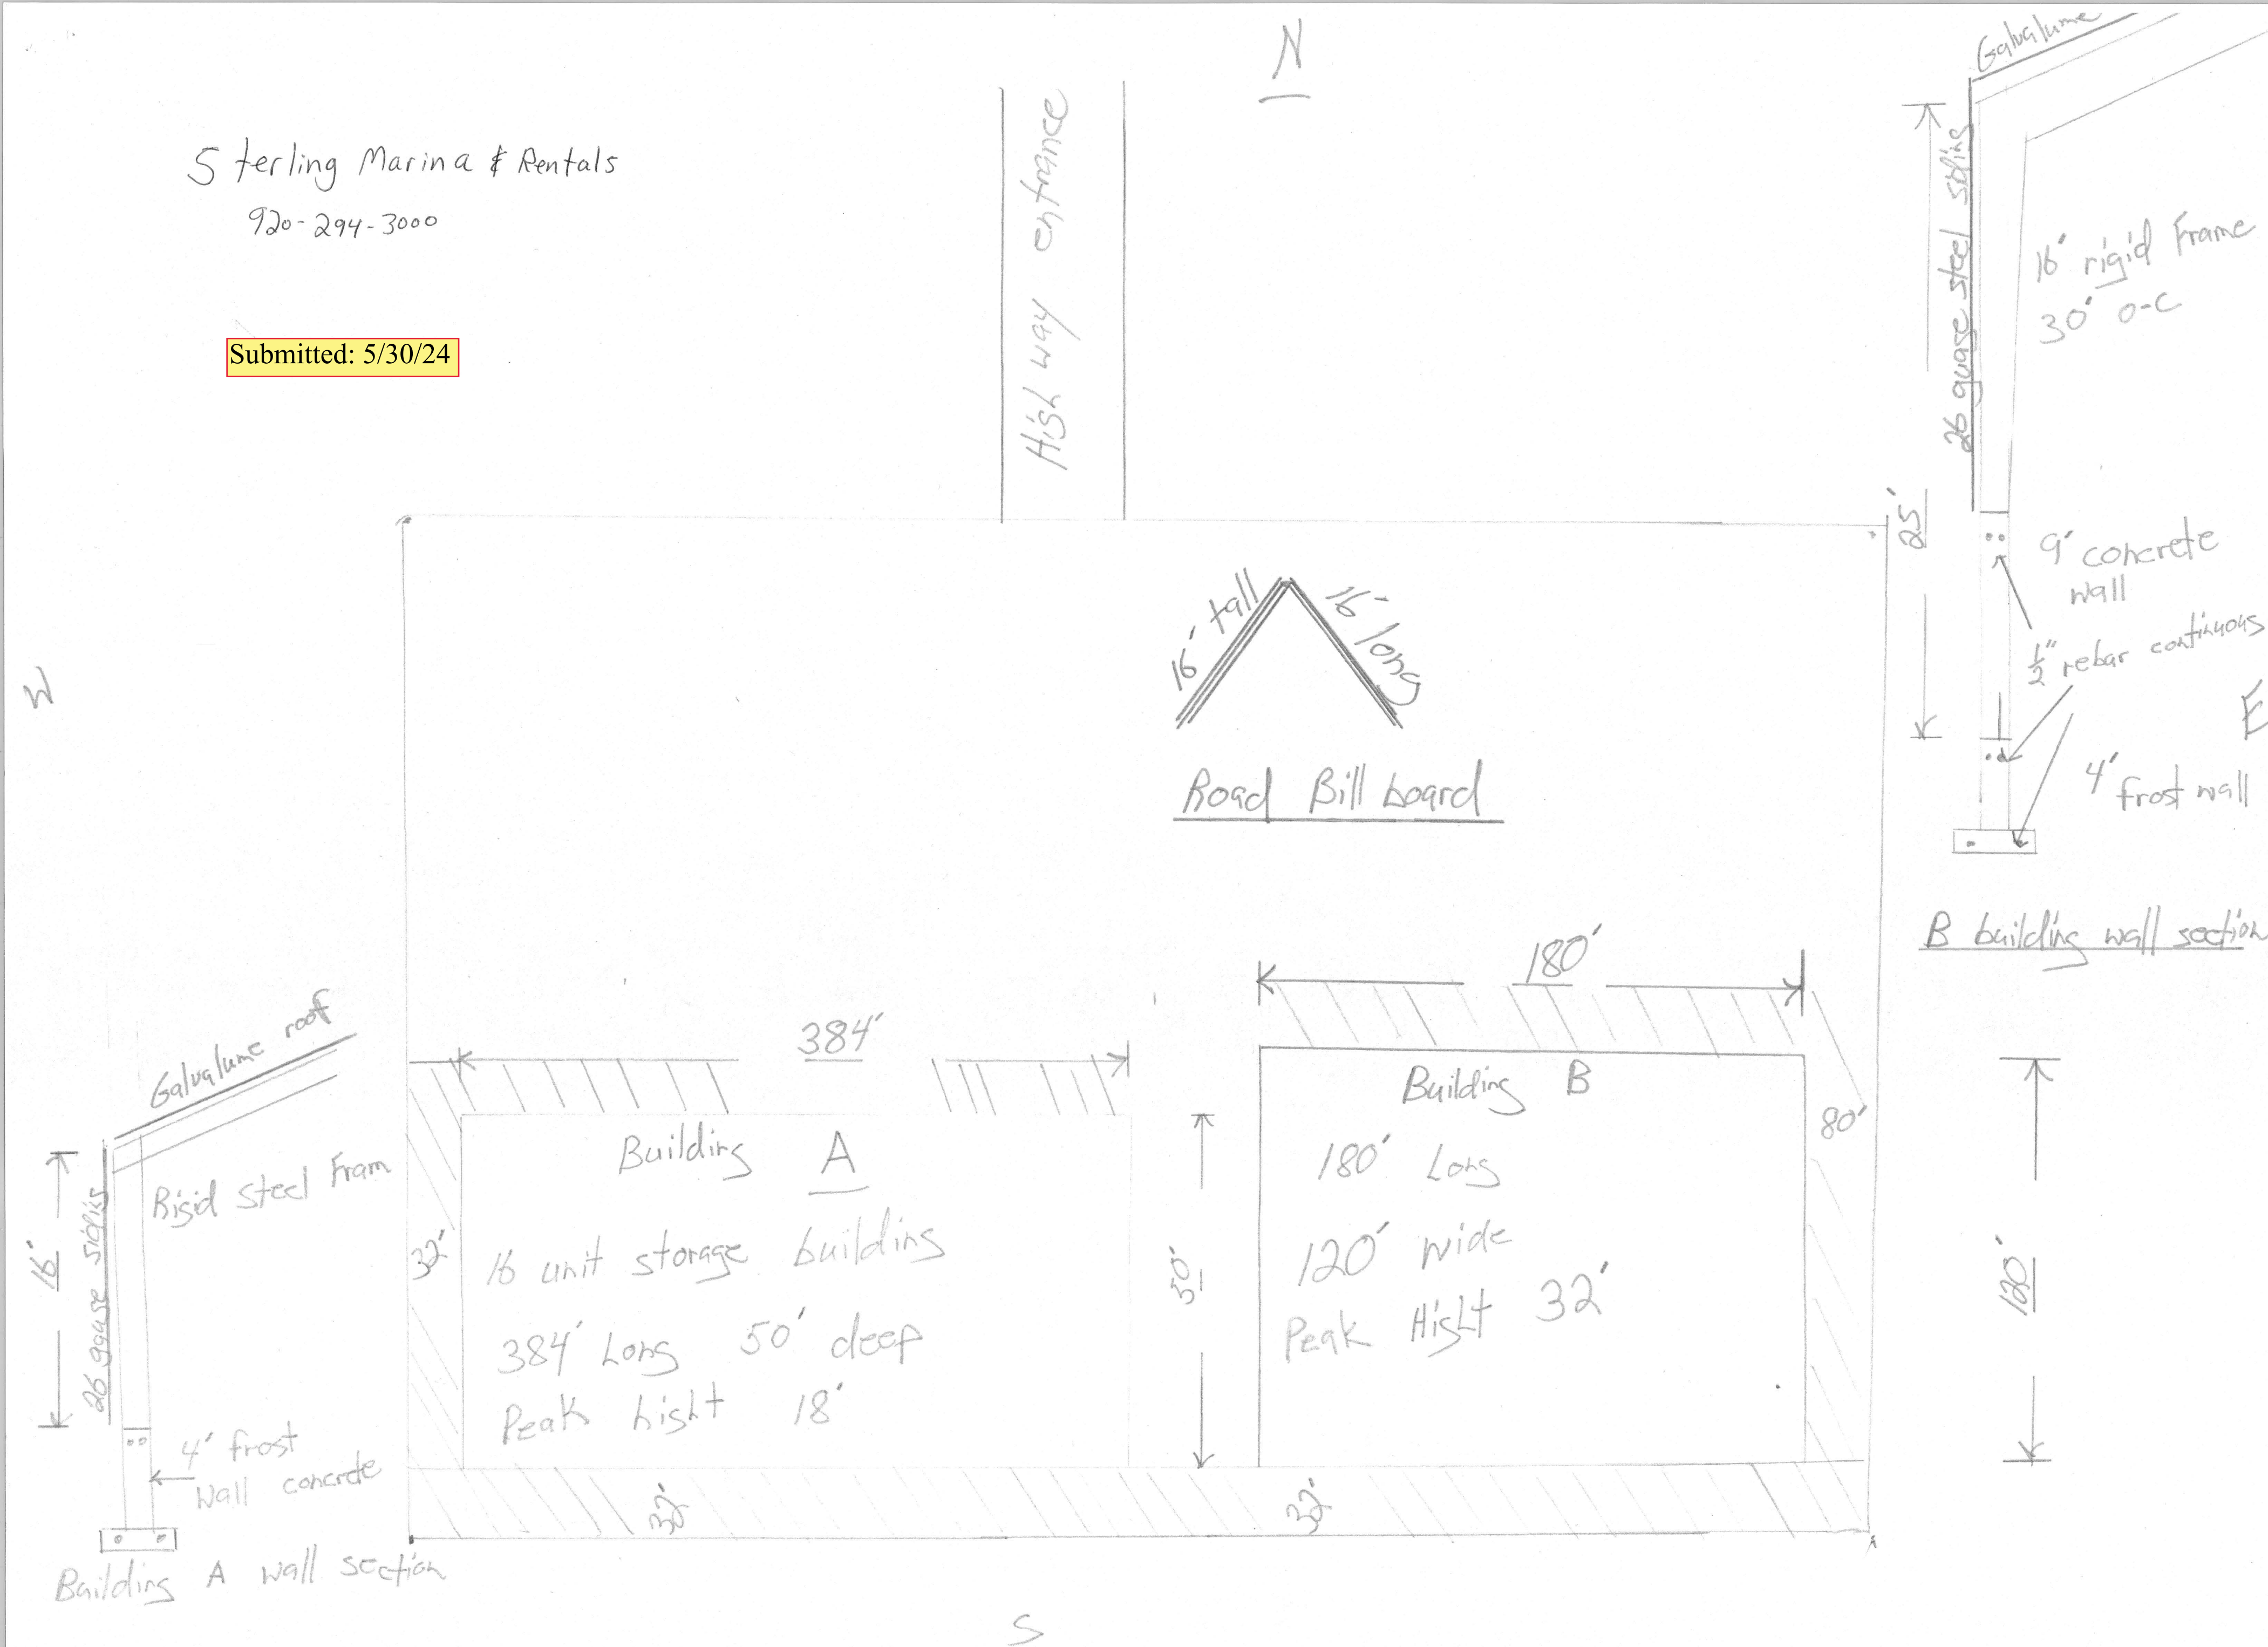 N
Sterling Marina & Rentals
920-294-3000
Submitted: 5/30/24
High way entrance
Galvalume
26 guage steel siding
16' rigid Frame
30' o-c
25'
9' concrete
wall
1/2" rebar continuous
4' frost wall
B building wall section
W
E
16' tall
16' long
Road Bill board
180'
384'
Building B
180' Long
120' wide
Peak Hight 32'
80'
120'
50'
Building A
16 unit storage building
384' Long 50' deep
Peak hight 18'
32'
32'
32'
Galvalume roof
Rigid steel Fram
16'
26 gguse siding
4' frost
wall concrete
Building A wall section
S